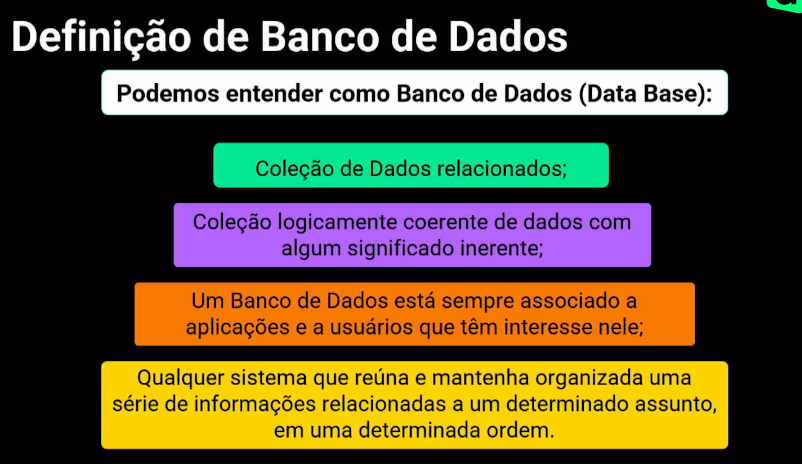 Definição de Banco de Dados
Podemos entender como Banco de Dados (Data Base):
Coleção de Dados relacionados;
Coleção logicamente coerente de dados com
algum significado inerente;
Um Banco de Dados está sempre associado a
aplicações e a usuários que têm interesse nele;
Qualquer sistema que reúna e mantenha organizada uma
série de informações relacionadas a um determinado assunto,
em uma determinada ordem.